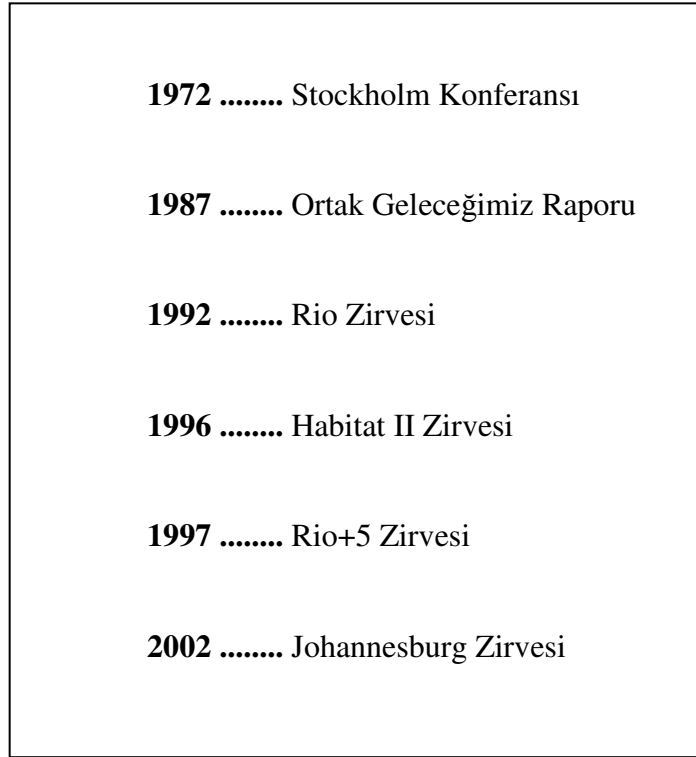 1972 ........ Stockholm Konferansı
1987 ........ Ortak Geleceğimiz Raporu
1992 ........ Rio Zirvesi
1996 ........ Habitat II Zirvesi
1997 ........ Rio+5 Zirvesi
2002 ........ Johannesburg Zirvesi